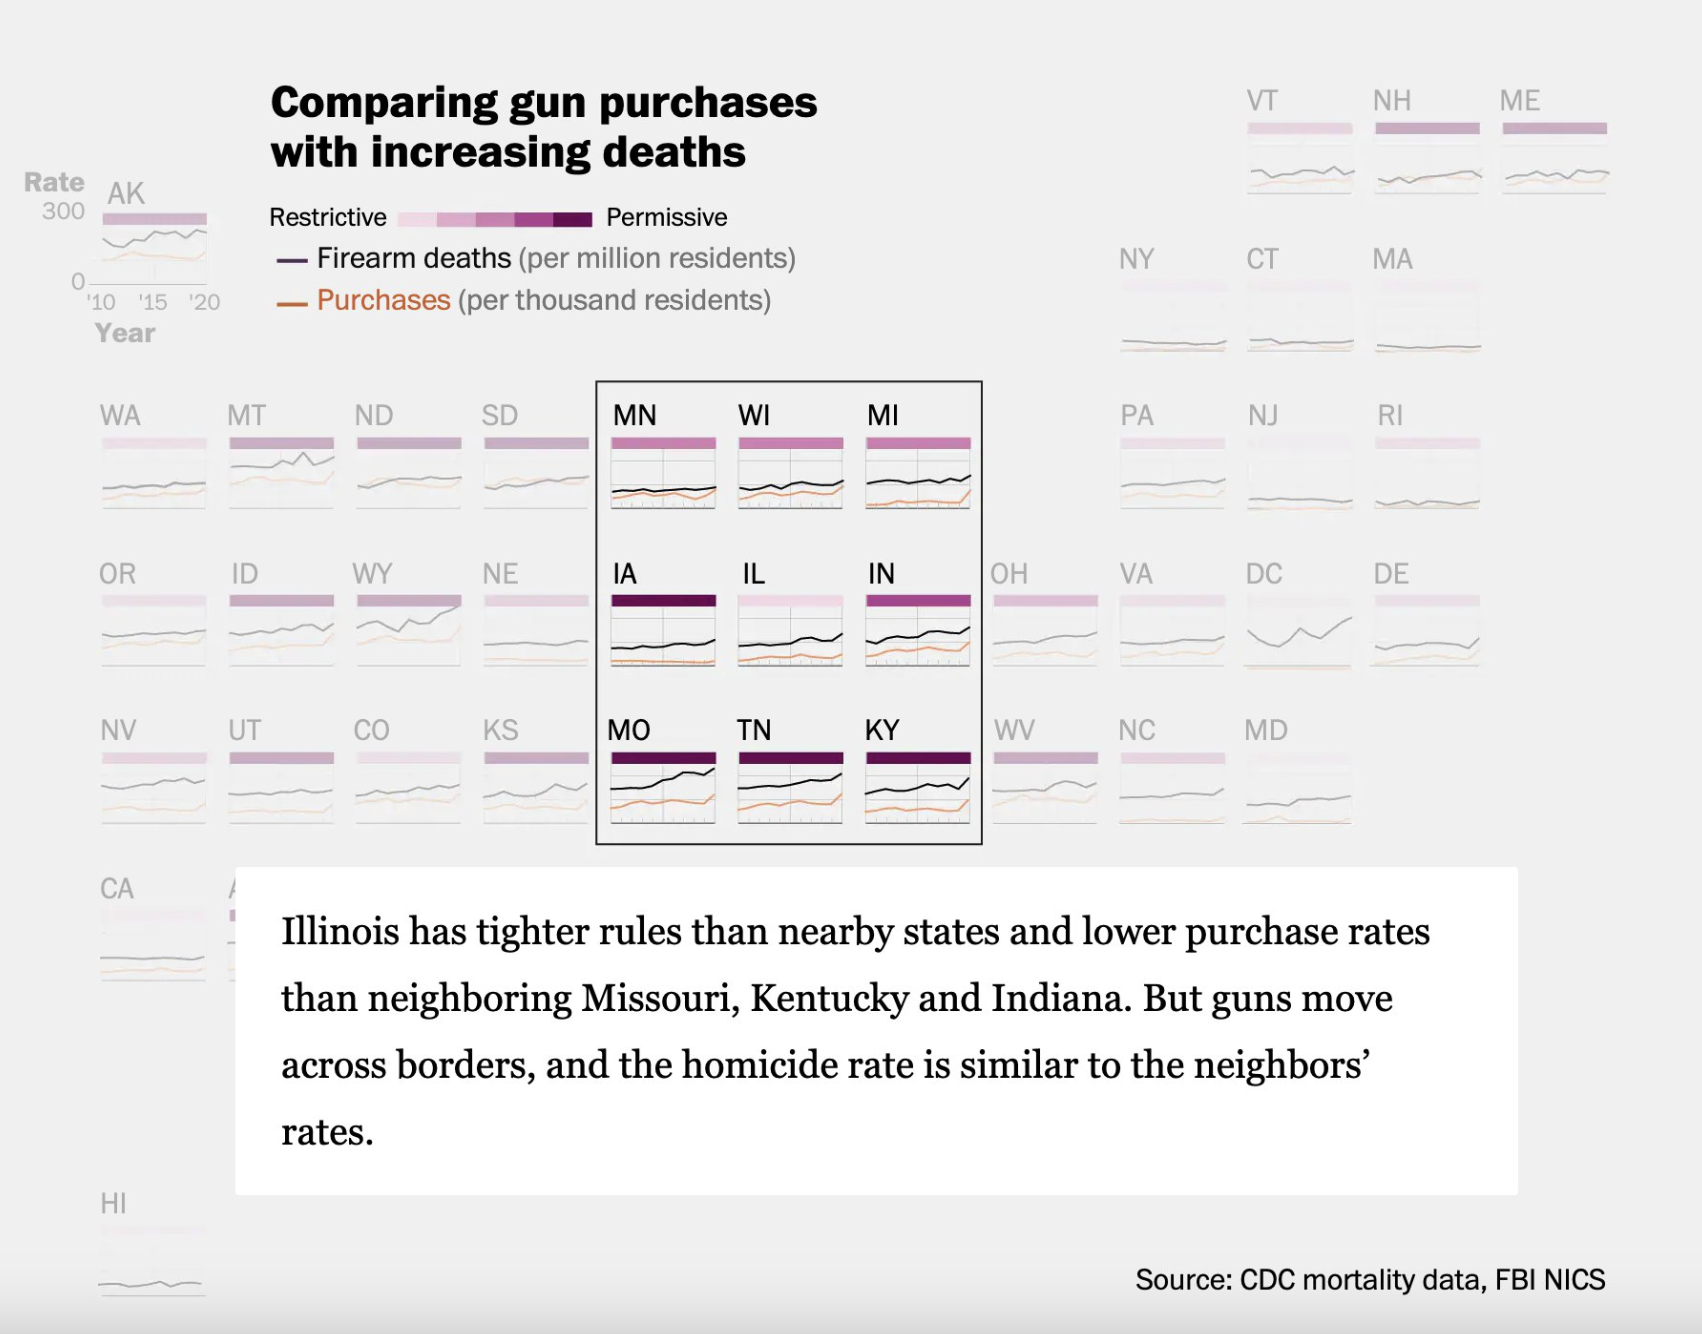 Comparing gun purchases
with increasing deaths
Restrictive Permissive
Firearm deaths (per million residents)
Purchases (per thousand residents)
Rate
300
0
AK
'10 '15 '20
Year
VT NH ME
NY CT MA
WA MT ND SD MN WI MI PA NJ RI
OR ID WY NE IA IL IN OH VA DC DE
NV UT CO KS MO TN KY WV NC MD
CA
Illinois has tighter rules than nearby states and lower purchase rates
than neighboring Missouri, Kentucky and Indiana. But guns move
across borders, and the homicide rate is similar to the neighbors’
rates.
HI
Source: CDC mortality data, FBI NICS